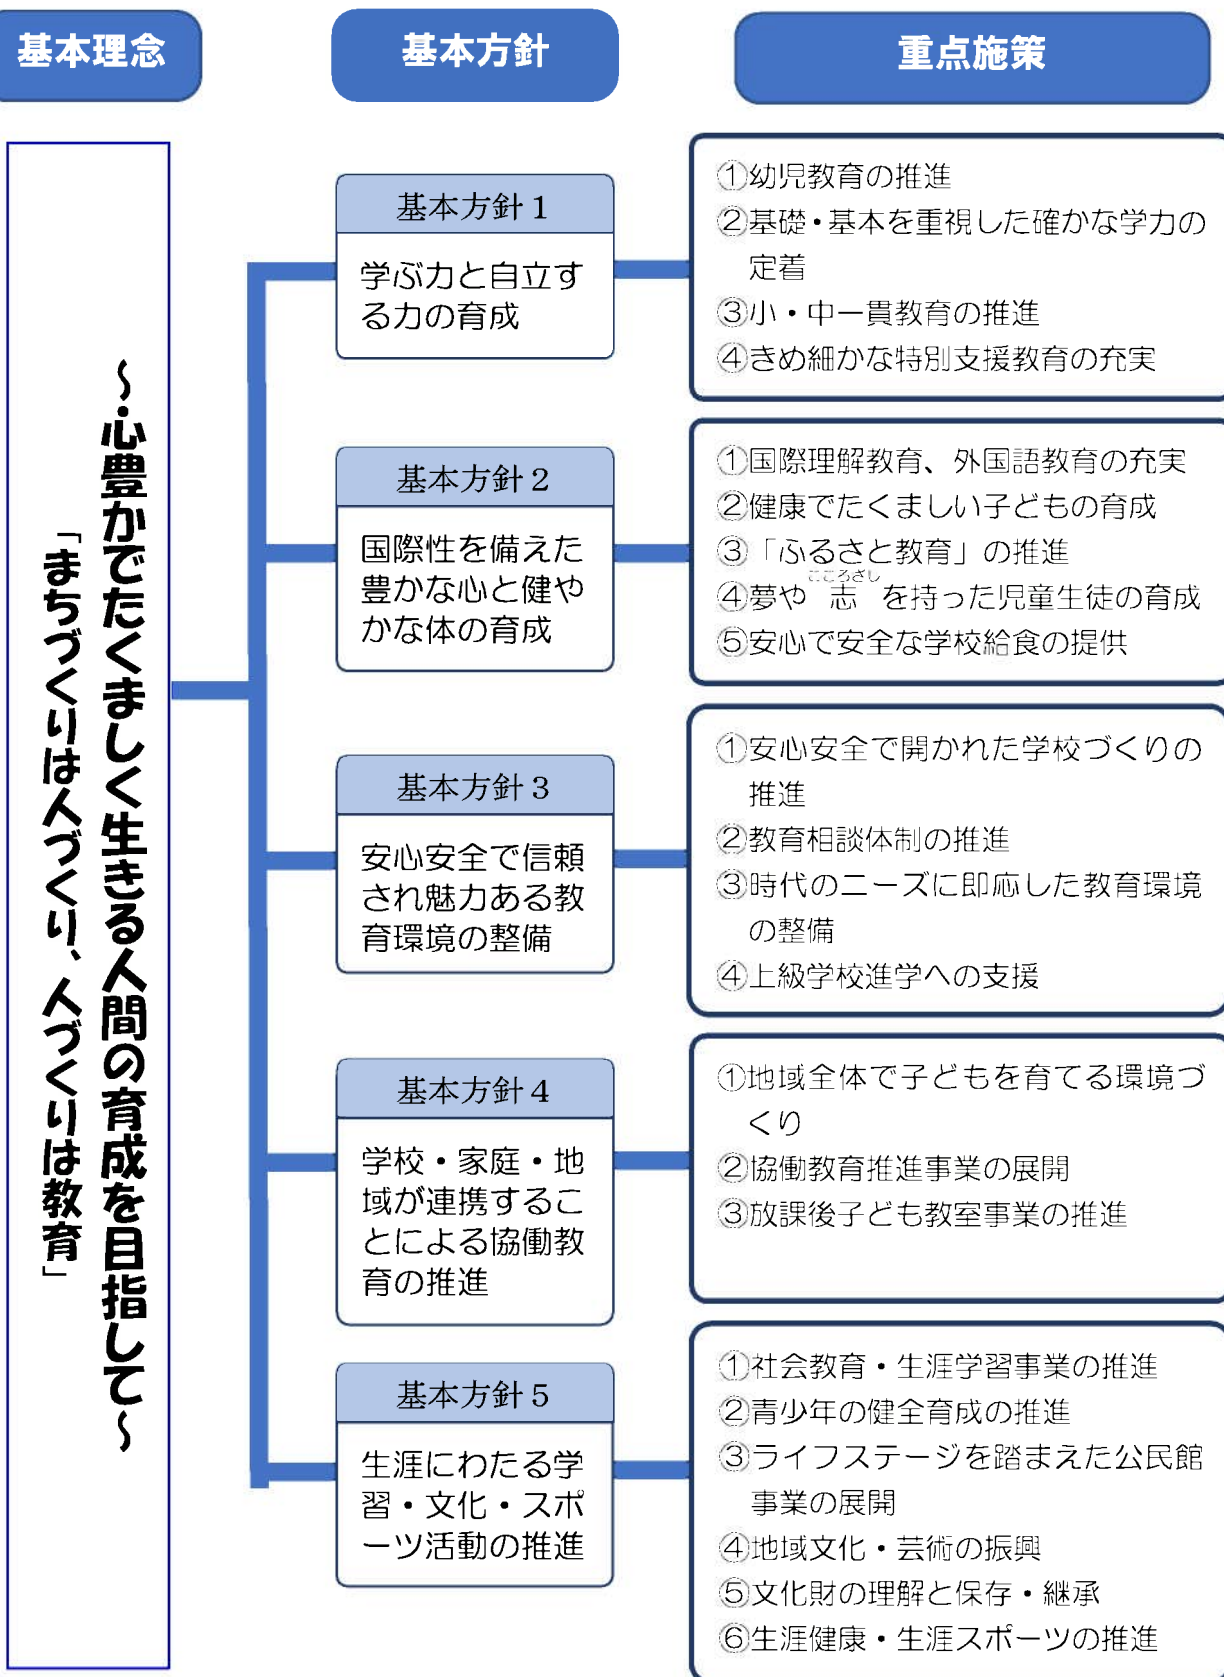 基本理念
基本方針
重点施策
～心豊かでたくましく生きる人間の育成を目指して～
「まちづくりは人づくり、人づくりは教育」
基本方針１
学ぶ力と自立す
る力の育成
①幼児教育の推進
②基礎・基本を重視した確かな学力の
定着
③小・中一貫教育の推進
④きめ細かな特別支援教育の充実
基本方針２
国際性を備えた
豊かな心と健や
かな体の育成
①国際理解教育、外国語教育の充実
②健康でたくましい子どもの育成
③「ふるさと教育」の推進
こころざし
④夢や 志 を持った児童生徒の育成
⑤安心で安全な学校給食の提供
基本方針３
安心安全で信頼
され魅力ある教
育環境の整備
①安心安全で開かれた学校づくりの
推進
②教育相談体制の推進
③時代のニーズに即応した教育環境
の整備
④上級学校進学への支援
基本方針４
学校・家庭・地
域が連携するこ
とによる協働教
育の推進
①地域全体で子どもを育てる環境づ
くり
②協働教育推進事業の展開
③放課後子ども教室事業の推進
基本方針５
生涯にわたる学
習・文化・スポ
ーツ活動の推進
①社会教育・生涯学習事業の推進
②青少年の健全育成の推進
③ライフステージを踏まえた公民館
事業の展開
④地域文化・芸術の振興
⑤文化財の理解と保存・継承
⑥生涯健康・生涯スポーツの推進